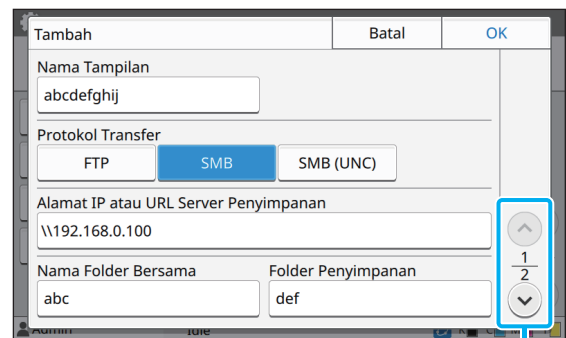 Tambah Batal OK
Nama Tampilan
abcdefghij
Protokol Transfer
FTP SMB SMB (UNC)
Alamat IP atau URL Server Penyimpanan
\\192.168.0.100
1
2
Nama Folder Bersama Folder Penyimpanan
abc def
Admin Idle